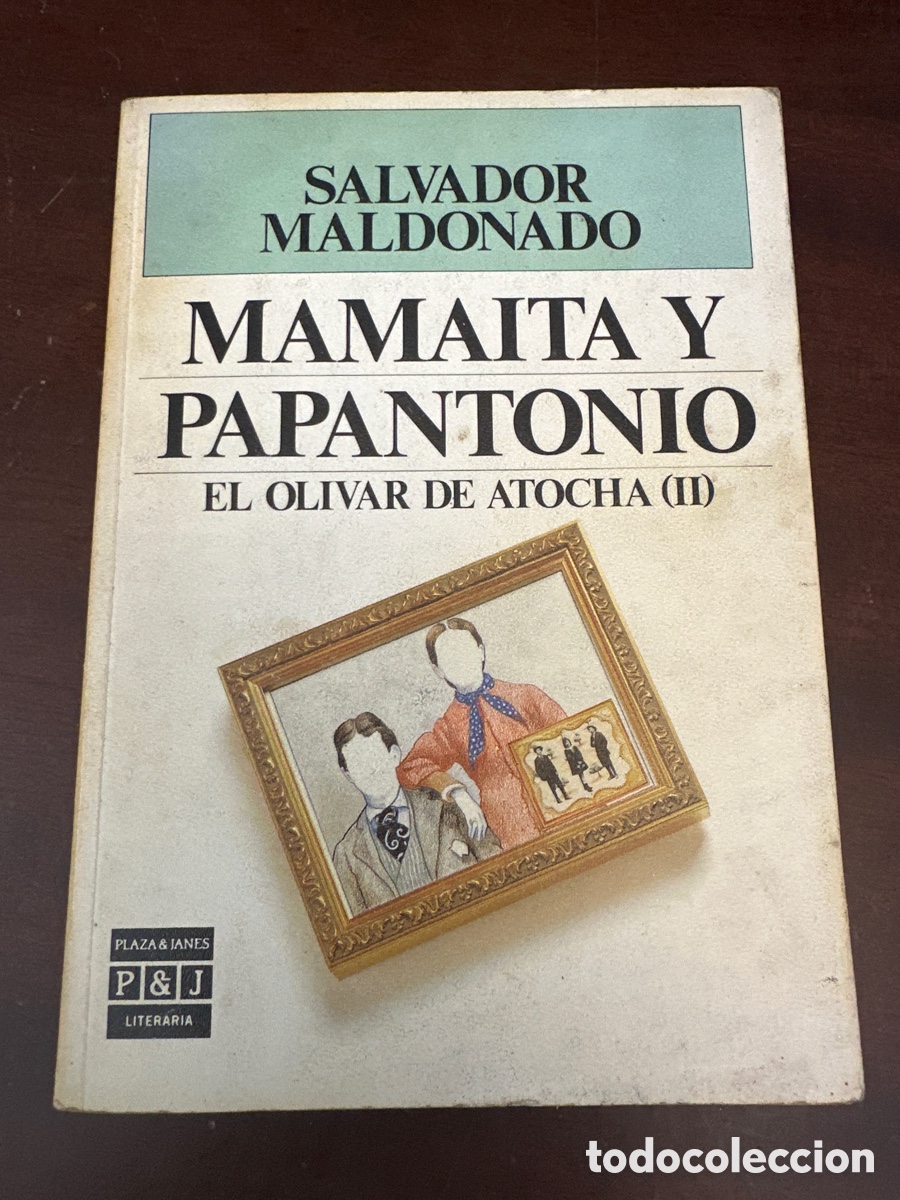 SALVADOR
MALDONADO
MAMAITA Y
PAPANTONIO
EL OLIVAR DE ATOCHA (II)
PLAZA & JANES
P & J
LITERARIA
todocoleccion